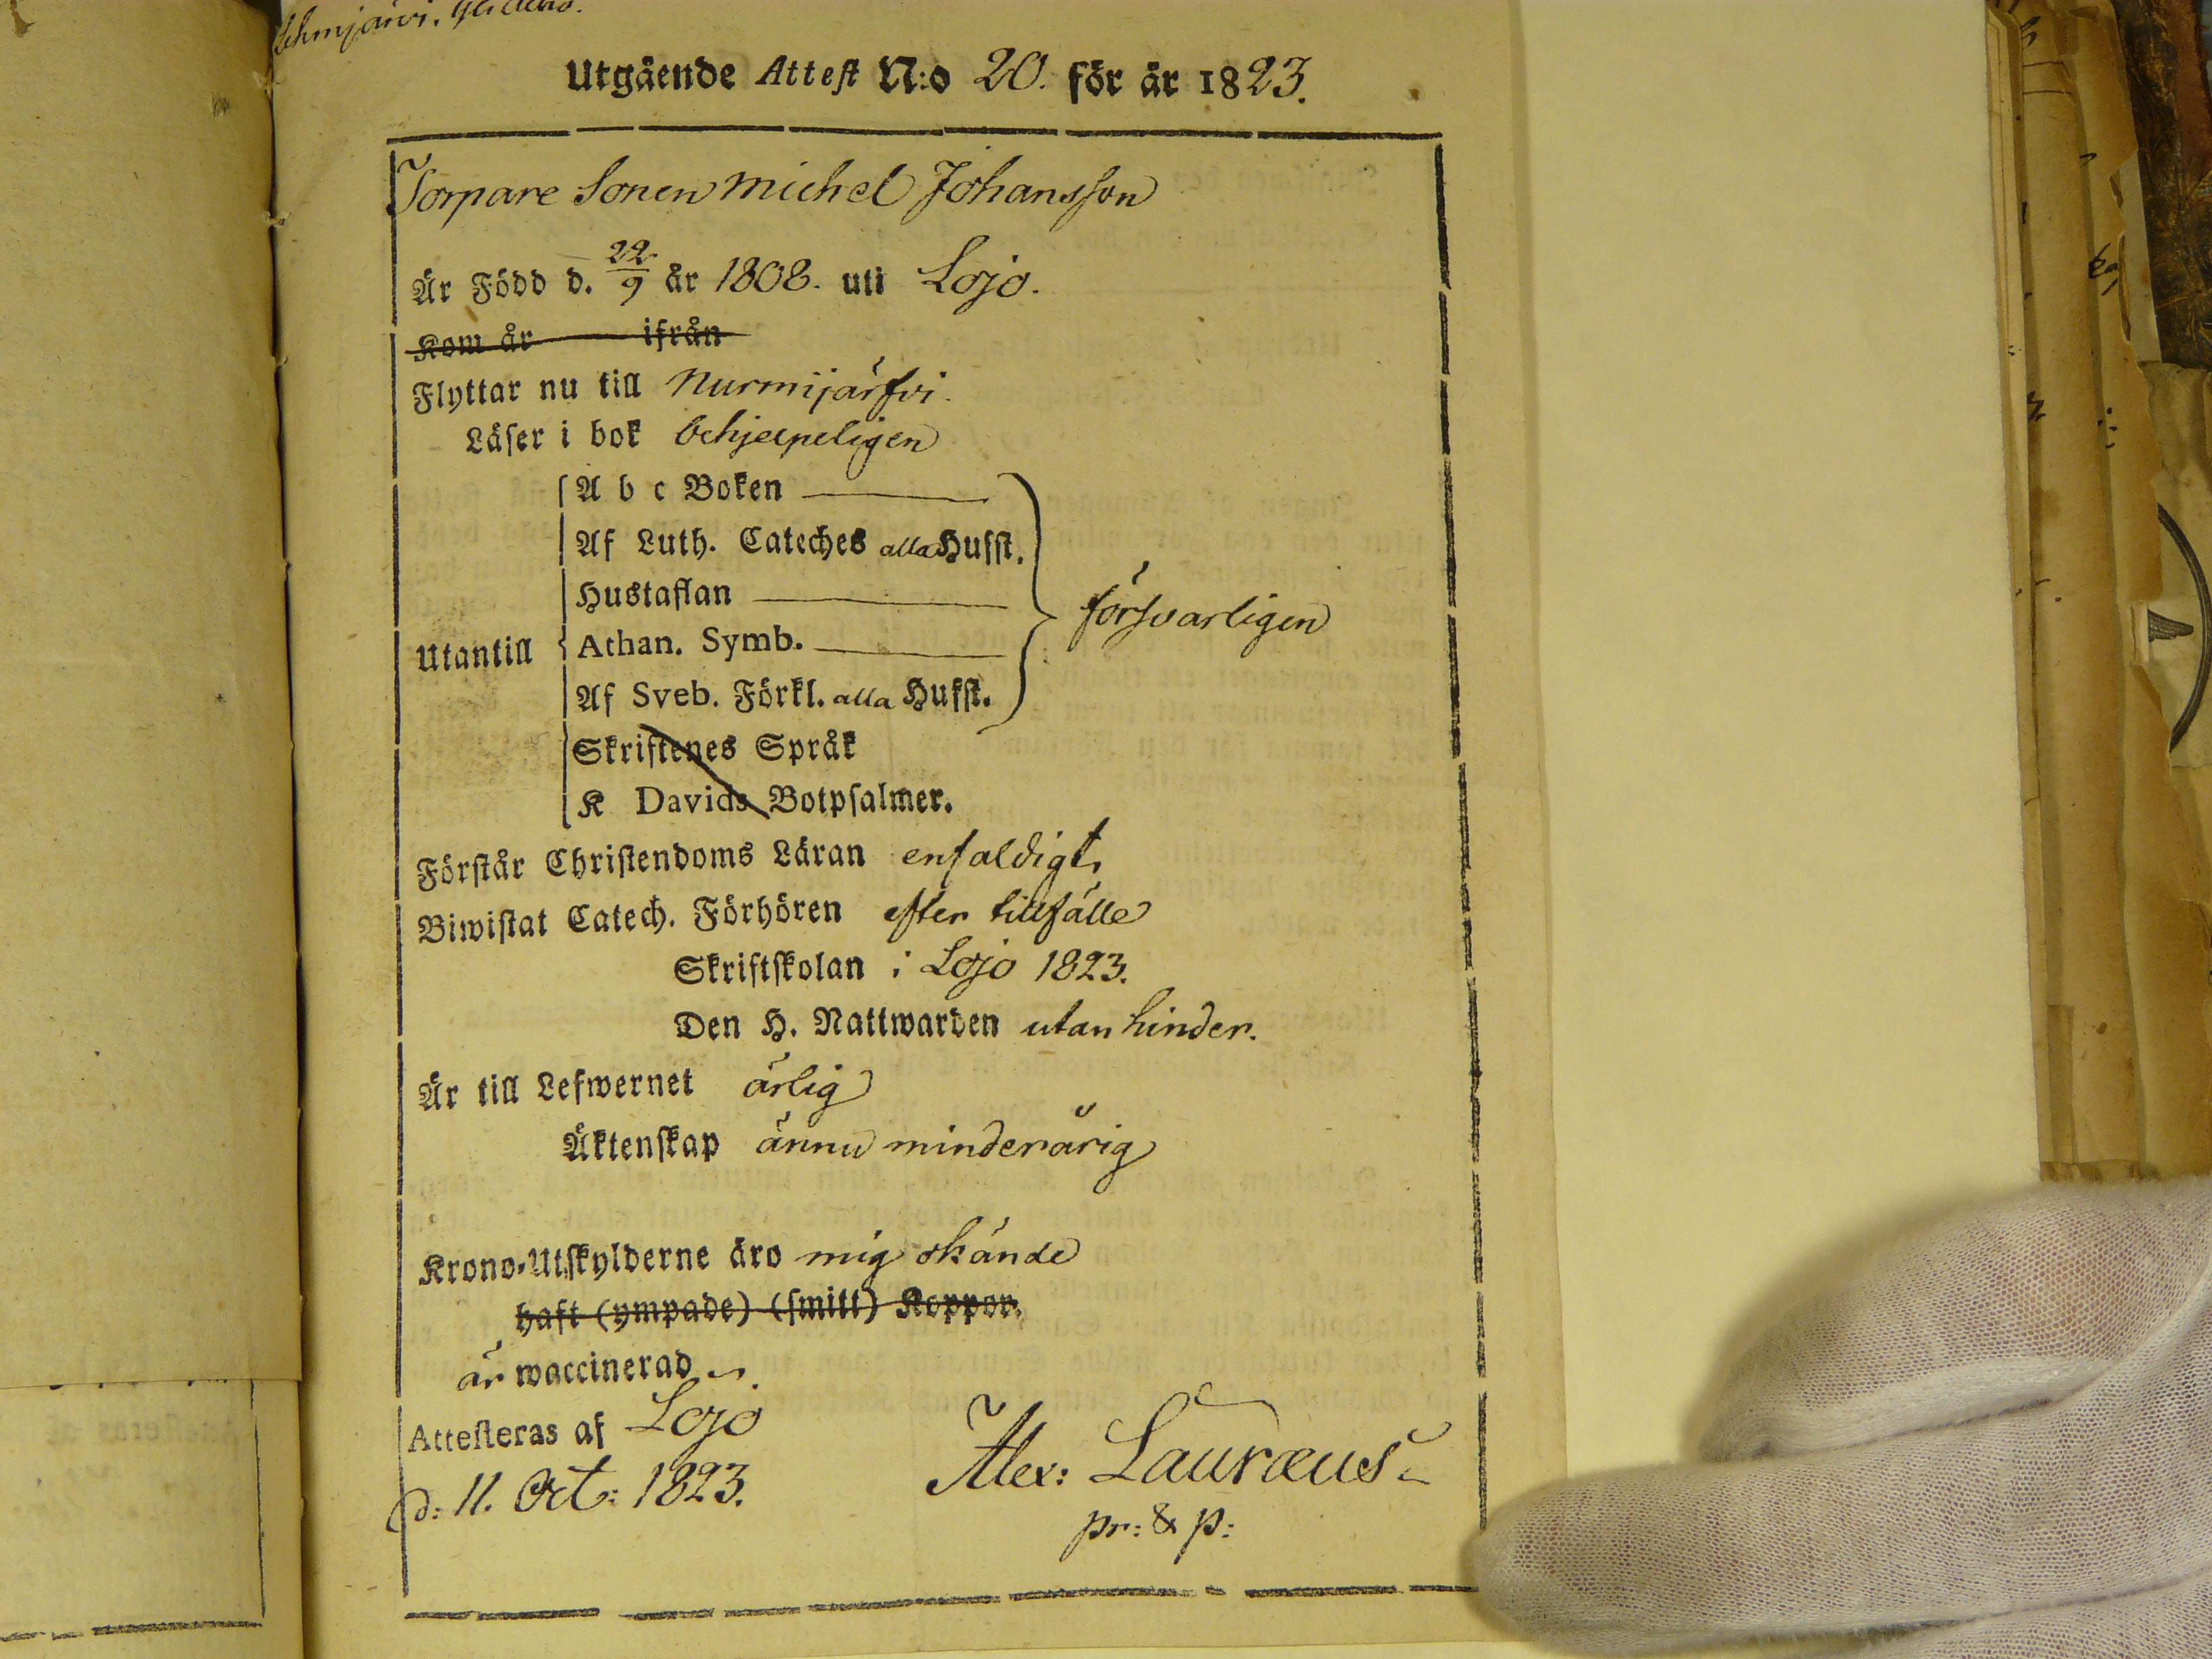 Utgående Attest N:o 20. för år 1823.
Torpare Sonen Michel Johansson
Är Född d. 22/9 år 1808. uti Lojo.
Kom år ifrån
Flyttar nu till Nurmijärfvi.
Läser i bok behjelpeligen
A b c Boken
Af Luth. Cateches alla Hufst.
Hustaflan
försvarligen
Utantill Athan. Symb.
Af Sveb. Förkl. alla Hufst.
Skriftenes Språk
K Davids Botpsalmer.
Förstår Christendoms Läran enfaldigt,
Biwistat Catech. Förhören efter tillfälle
Skriftskolan i Lojo 1823.
Den H. Nattwarden utan hinder.
Är till Lefwernet ärlig
Äktenskap ännu minderårig
Krono-Utskylderne äro mig okände
haft (ympade) (smitt) Koppor.
är waccinerad
Attesteras af Lojo
d: 11. Oct: 1823.
Alex: Lauræus
pr: & p: